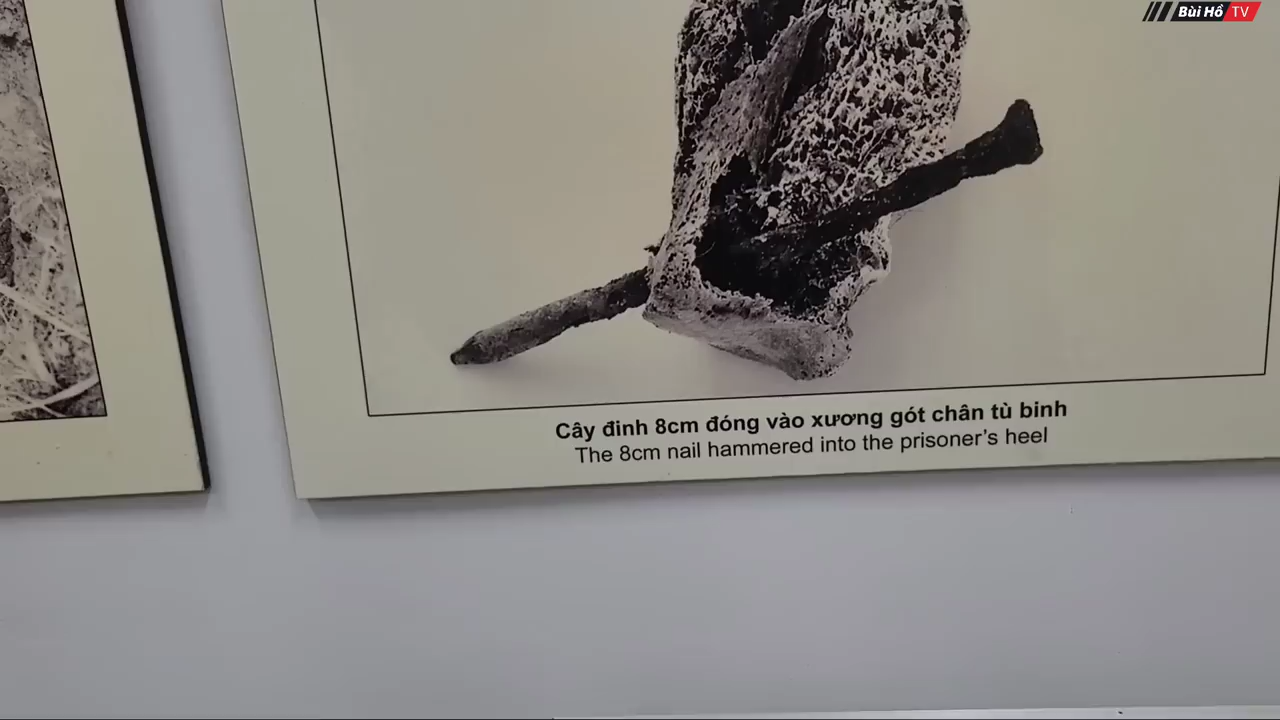 Bùi Hồ TV
Cây đinh 8cm đóng vào xương gót chân tù binh
The 8cm nail hammered into the prisoner's heel